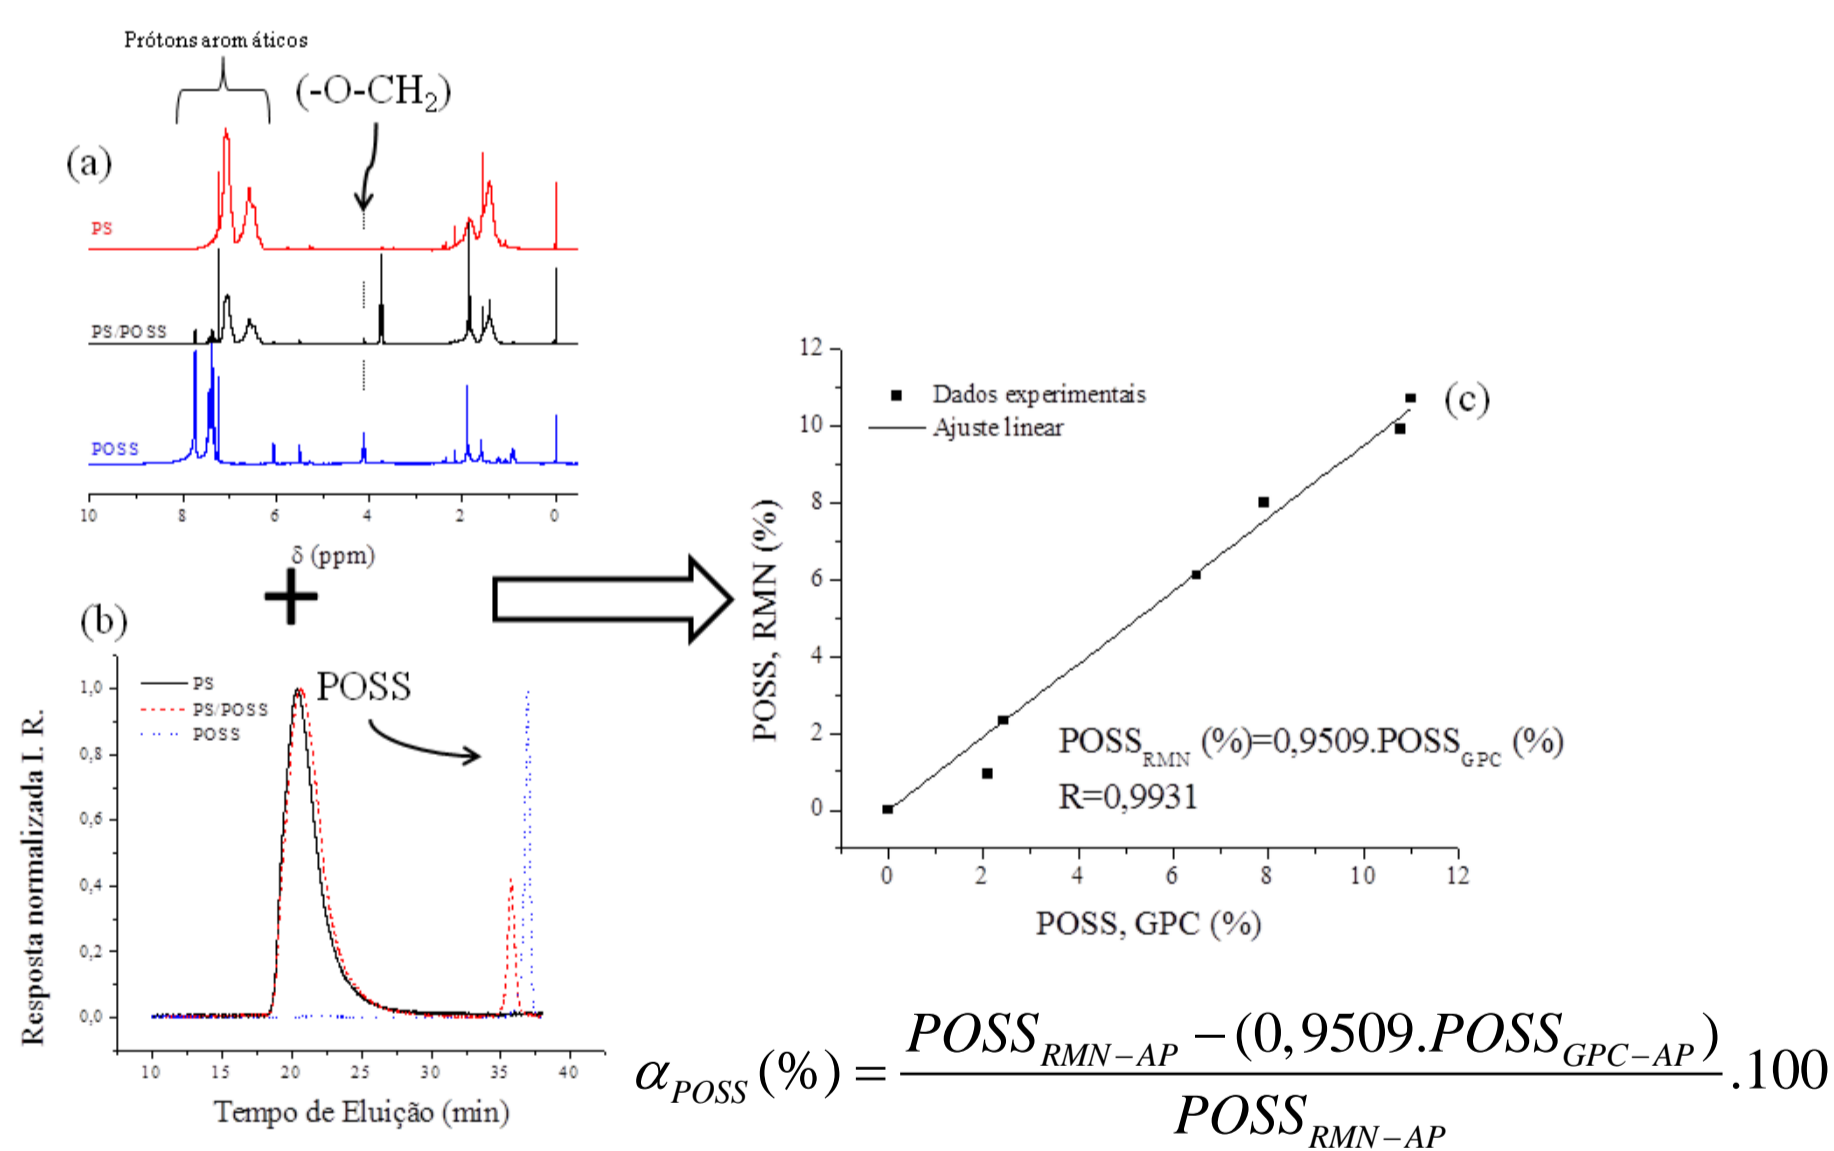 Prótons aromáticos
(-O-CH₂)
(a)
PS
PS/POSS
POSS
10 8 6 4 2 0
δ (ppm)
+
(b)
POSS
PS
PS/POSS
POSS
1,0
0,8
0,6
0,4
0,2
0,0
Resposta normalizada I. R.
10 15 20 25 30 35 40
Tempo de Eluição (min)
(c)
Dados experimentais
Ajuste linear
12
10
8
6
4
2
0
POSS, RMN (%)
POSS_RMN (%)=0,9509.POSS_GPC (%)
R=0,9931
0 2 4 6 8 10 12
POSS, GPC (%)
α_POSS (%) = (POSS_RMN−AP − (0,9509.POSS_GPC−AP)) / POSS_RMN−AP .100